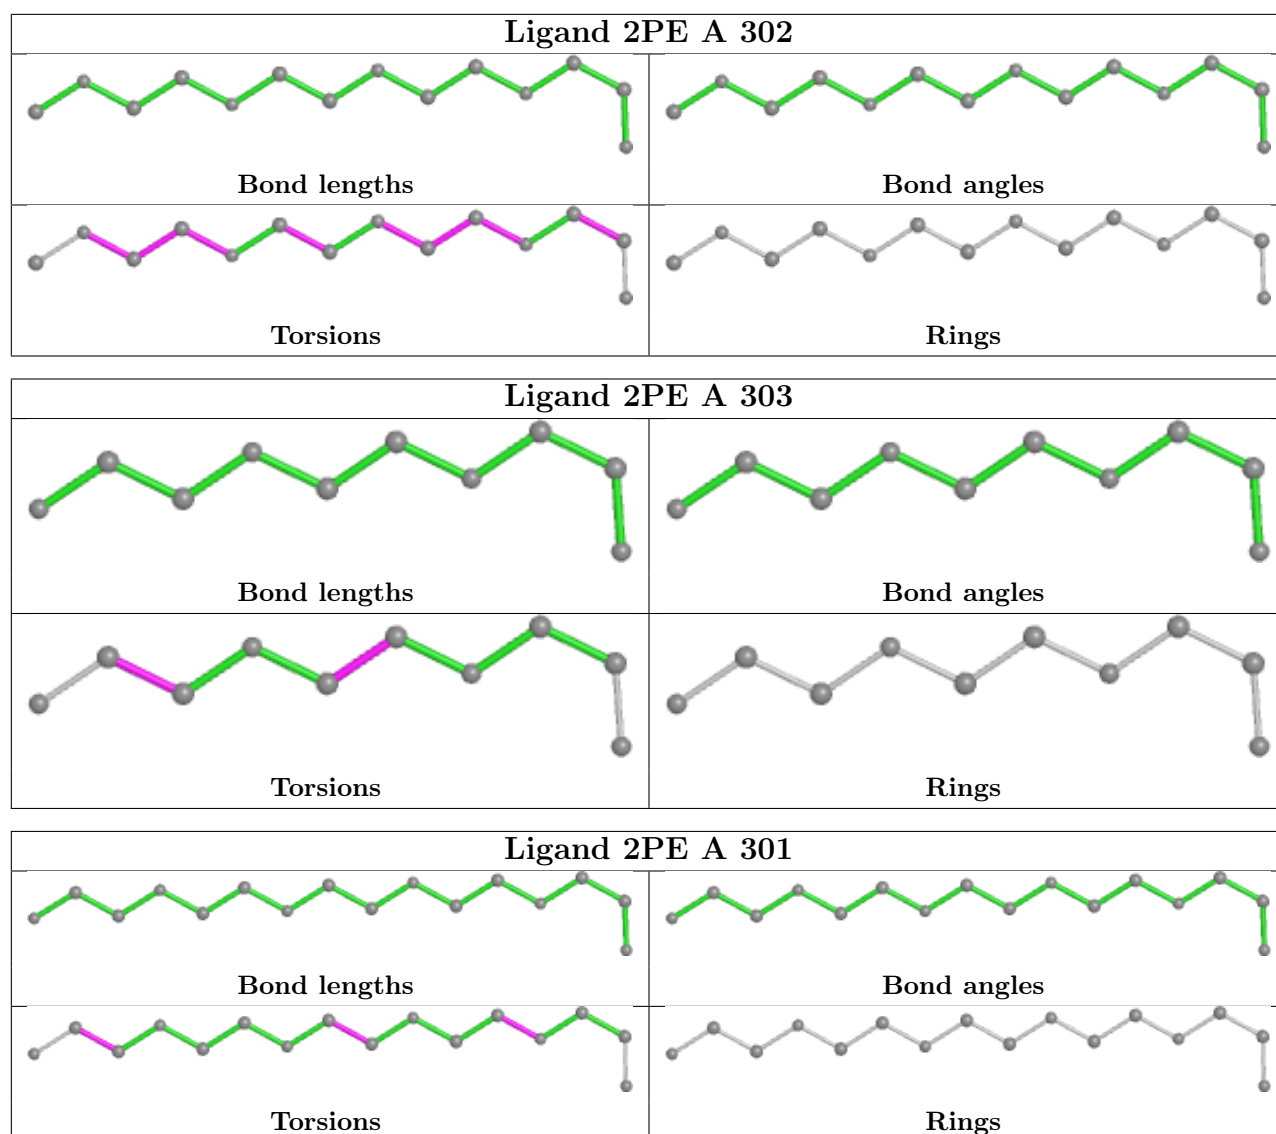 Ligand 2PE A 302
Bond lengths
Bond angles
Torsions
Rings
Ligand 2PE A 303
Bond lengths
Bond angles
Torsions
Rings
Ligand 2PE A 301
Bond lengths
Bond angles
Torsions
Rings